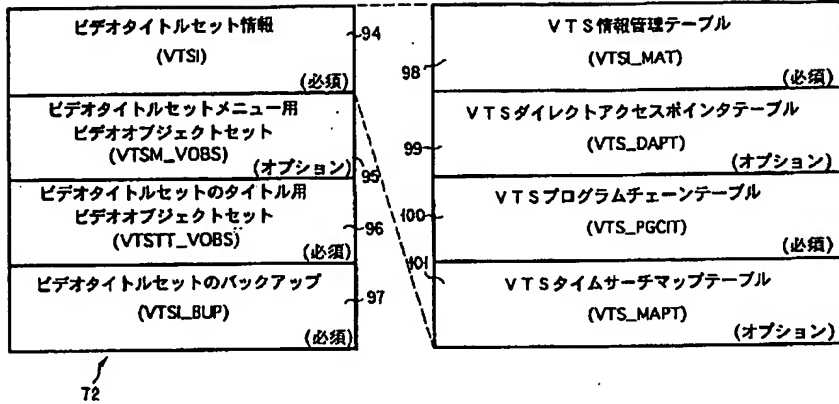 ビデオタイトルセット情報
(VTSI)
(必須)
94
ビデオタイトルセットメニュー用
ビデオオブジェクトセット
(VTSM_VOBS)
(オプション)
95
ビデオタイトルセットのタイトル用
ビデオオブジェクトセット
(VTSTT_VOBS)
(必須)
96
ビデオタイトルセットのバックアップ
(VTSI_BUP)
(必須)
97
72
98
VTS情報管理テーブル
(VTSI_MAT)
(必須)
99
VTSダイレクトアクセスポインタテーブル
(VTS_DAPT)
(オプション)
100
VTSプログラムチェーンテーブル
(VTS_PGCIT)
(必須)
101
VTSタイムサーチマップテーブル
(VTS_MAPT)
(オプション)